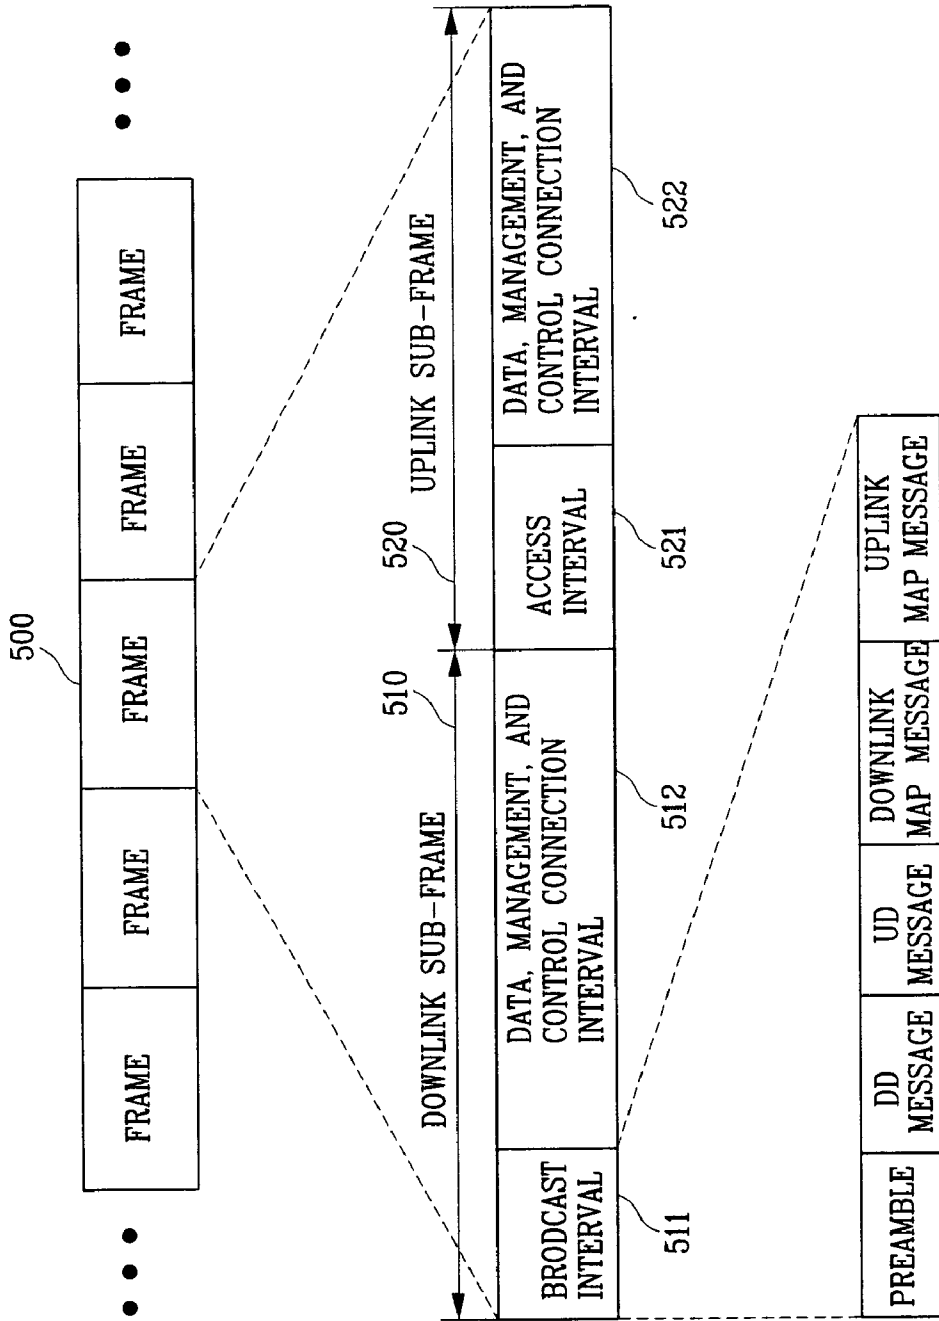 500
FRAME
FRAME
FRAME
FRAME
FRAME
510
520
DOWNLINK SUB-FRAME
UPLINK SUB-FRAME
BRODCAST
INTERVAL
DATA, MANAGEMENT, AND
CONTROL CONNECTION
INTERVAL
ACCESS
INTERVAL
DATA, MANAGEMENT, AND
CONTROL CONNECTION
INTERVAL
511
512
521
522
PREAMBLE
DD
MESSAGE
UD
MESSAGE
DOWNLINK
MAP MESSAGE
UPLINK
MAP MESSAGE